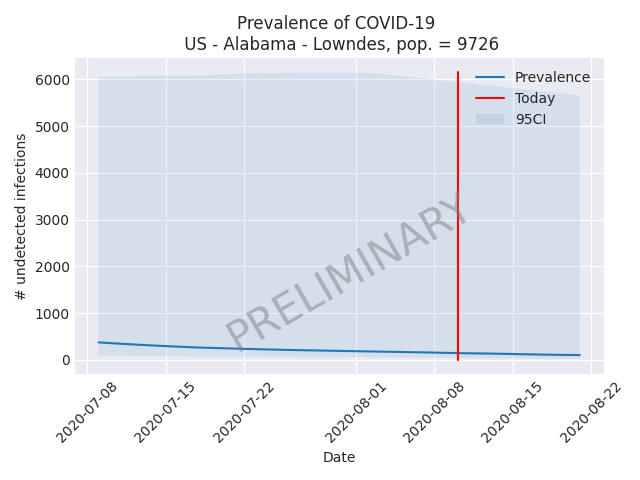 Prevalence of COVID-19
US - Alabama - Lowndes, pop. = 9726
# undetected infections
6000
5000
4000
3000
2000
1000
0
Prevalence
Today
95CI
PRELIMINARY
2020-07-08
2020-07-15
2020-07-22
2020-08-01
2020-08-08
2020-08-15
2020-08-22
Date